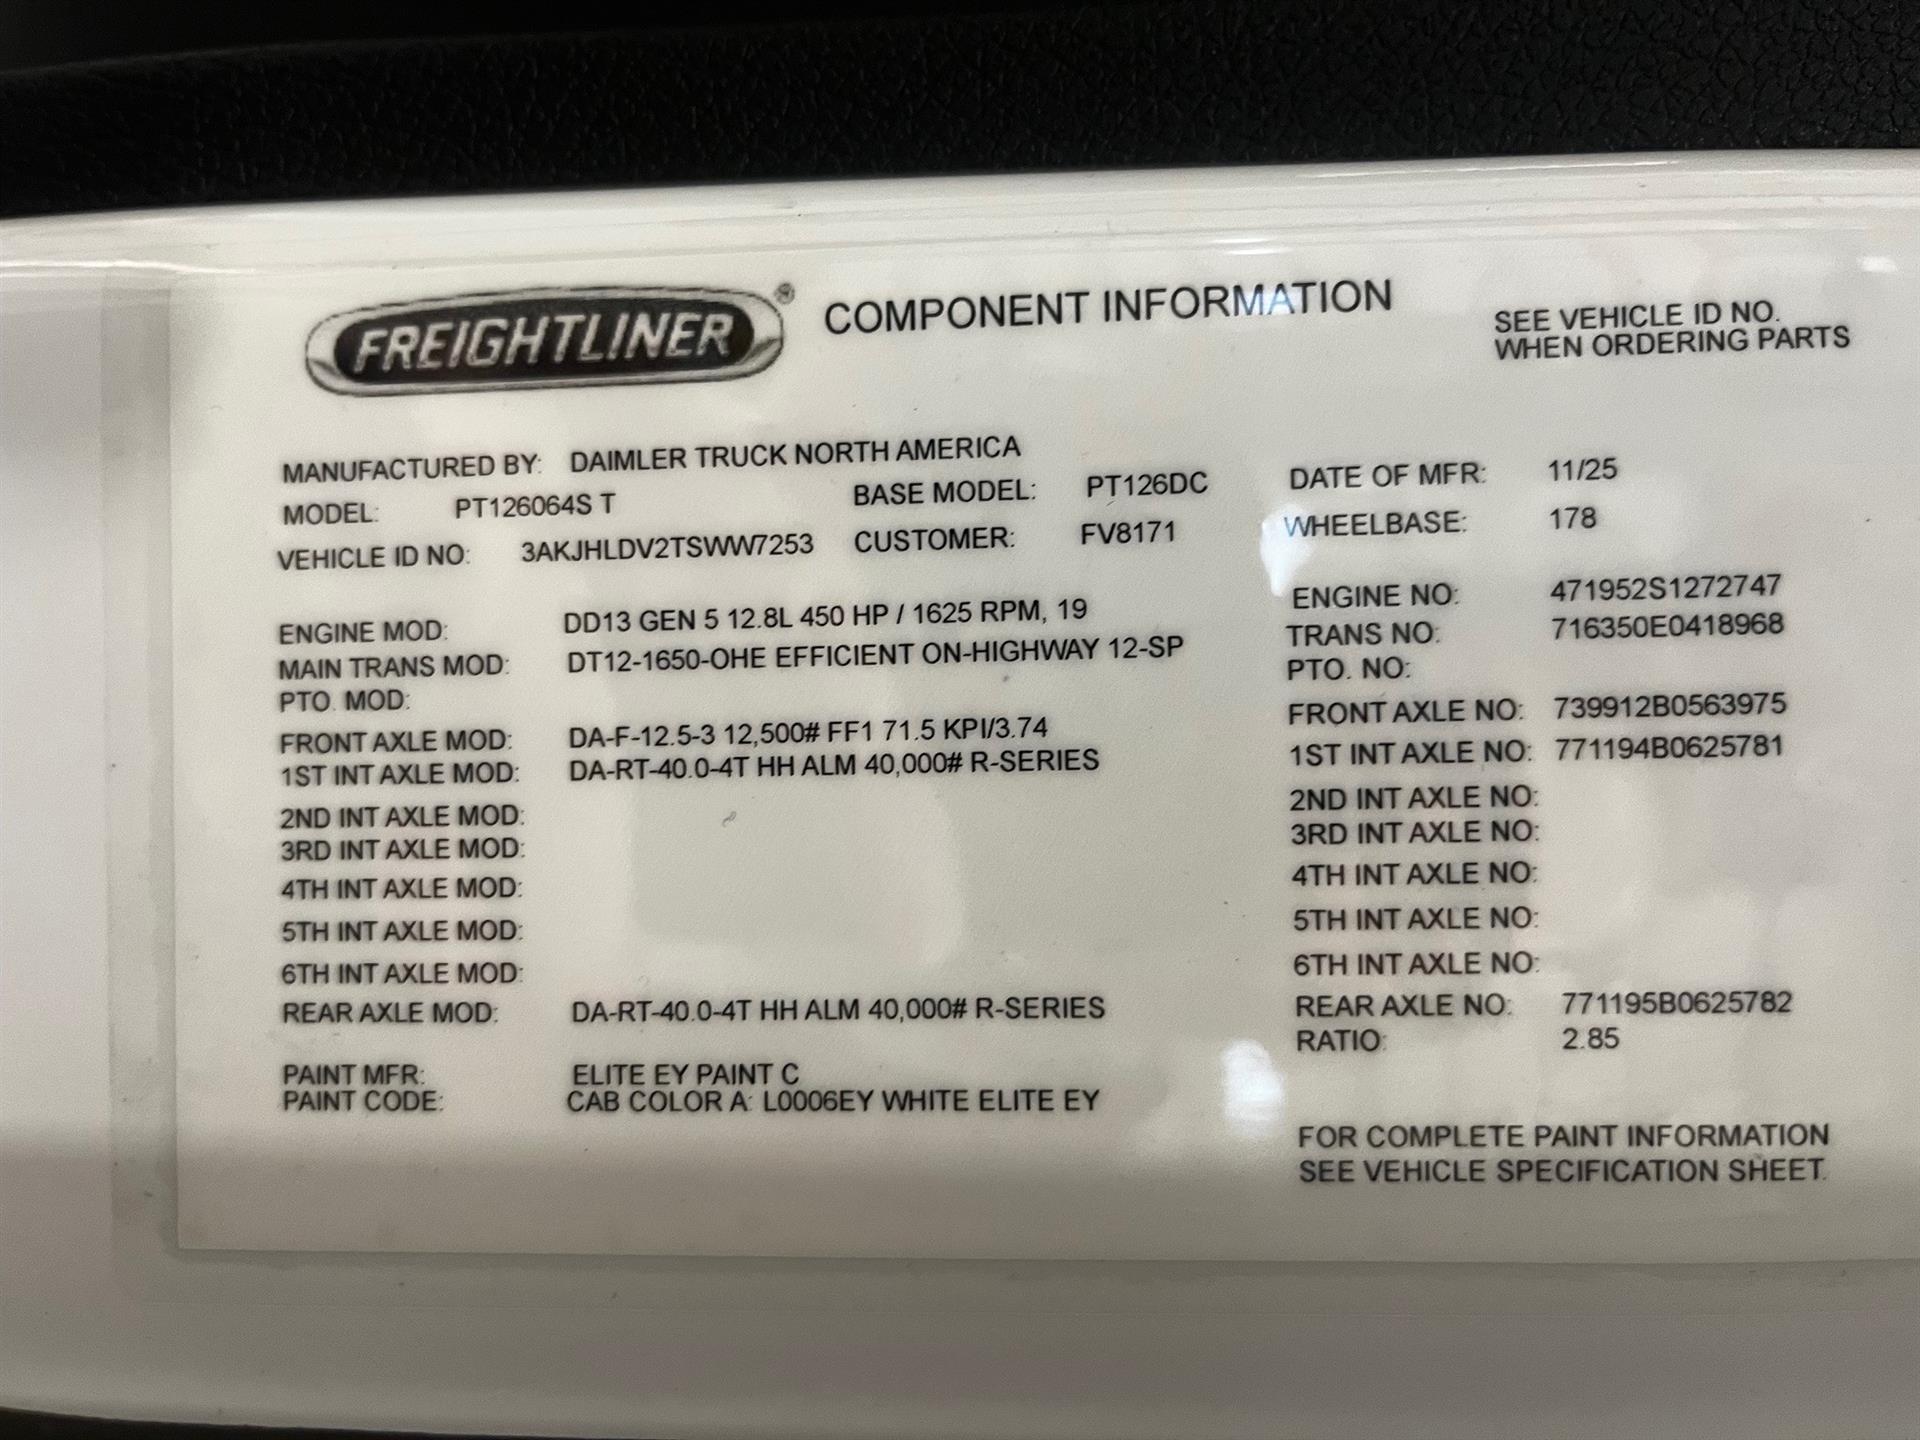 FREIGHTLINER® COMPONENT INFORMATION
SEE VEHICLE ID NO.
WHEN ORDERING PARTS
MANUFACTURED BY: DAIMLER TRUCK NORTH AMERICA
MODEL: PT126064S T BASE MODEL: PT126DC DATE OF MFR: 11/25
VEHICLE ID NO: 3AKJHLDV2TSWW7253 CUSTOMER: FV8171 WHEELBASE: 178
ENGINE MOD: DD13 GEN 5 12.8L 450 HP / 1625 RPM, 19 ENGINE NO: 471952S1272747
MAIN TRANS MOD: DT12-1650-OHE EFFICIENT ON-HIGHWAY 12-SP TRANS NO: 716350E0418968
PTO. MOD: PTO. NO:
FRONT AXLE MOD: DA-F-12.5-3 12,500# FF1 71.5 KPI/3.74 FRONT AXLE NO: 739912B0563975
1ST INT AXLE MOD: DA-RT-40.0-4T HH ALM 40,000# R-SERIES 1ST INT AXLE NO: 771194B0625781
2ND INT AXLE MOD: 2ND INT AXLE NO:
3RD INT AXLE MOD: 3RD INT AXLE NO:
4TH INT AXLE MOD: 4TH INT AXLE NO:
5TH INT AXLE MOD: 5TH INT AXLE NO:
6TH INT AXLE MOD: 6TH INT AXLE NO:
REAR AXLE MOD: DA-RT-40.0-4T HH ALM 40,000# R-SERIES REAR AXLE NO: 771195B0625782
RATIO: 2.85
PAINT MFR: ELITE EY PAINT C
PAINT CODE: CAB COLOR A: L0006EY WHITE ELITE EY
FOR COMPLETE PAINT INFORMATION
SEE VEHICLE SPECIFICATION SHEET.